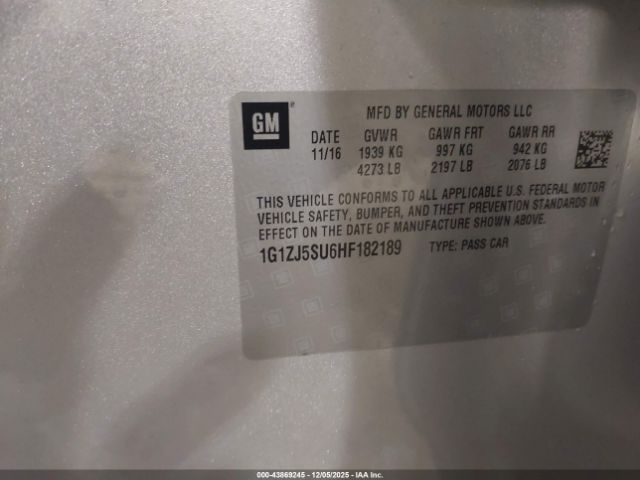 GM
MFD BY GENERAL MOTORS LLC
DATE GVWR GAWR FRT GAWR RR
11/16 1939 KG 997 KG 942 KG
4273 LB 2197 LB 2076 LB
THIS VEHICLE CONFORMS TO ALL APPLICABLE U.S. FEDERAL MOTOR
VEHICLE SAFETY, BUMPER, AND THEFT PREVENTION STANDARDS IN
EFFECT ON THE DATE OF MANUFACTURE SHOWN ABOVE.
1G1ZJ5SU6HF182189 TYPE: PASS CAR
000-43869245 - 12/05/2025 - IAA Inc.